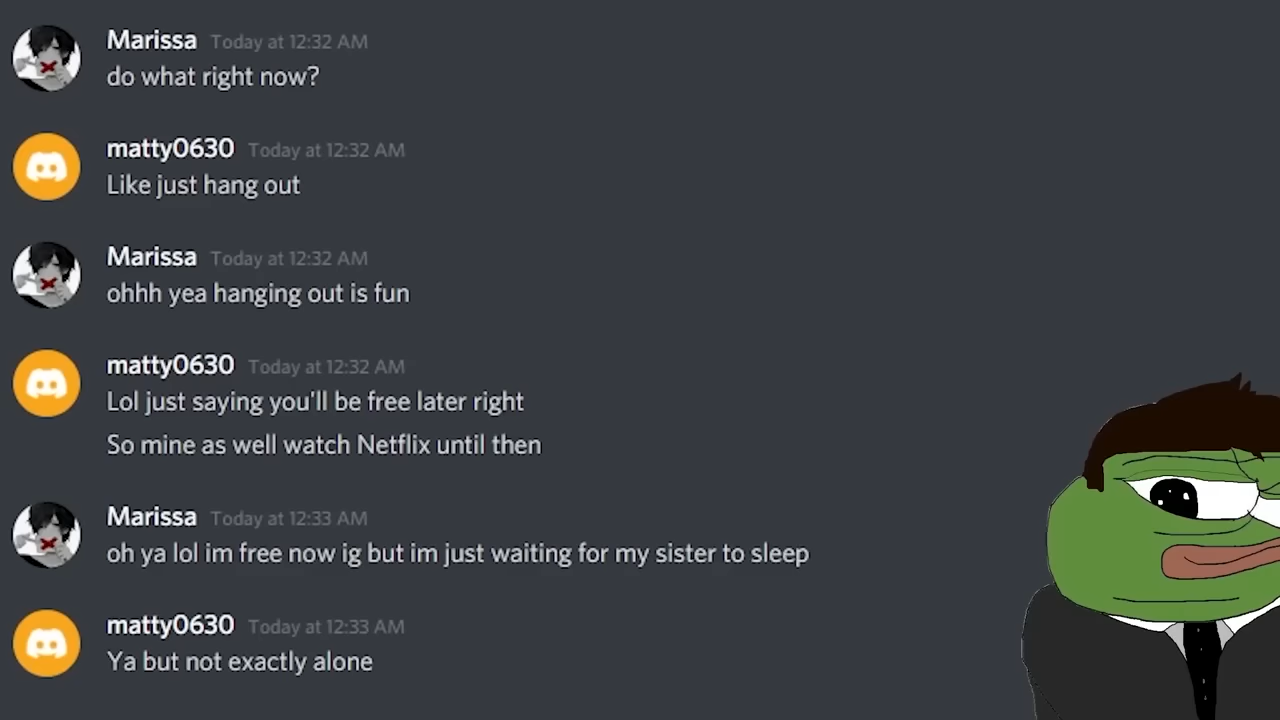 Marissa Today at 12:32 AM
do what right now?
matty0630 Today at 12:32 AM
Like just hang out
Marissa Today at 12:32 AM
ohhh yea hanging out is fun
matty0630 Today at 12:32 AM
Lol just saying you'll be free later right
So mine as well watch Netflix until then
Marissa Today at 12:33 AM
oh ya lol im free now ig but im just waiting for my sister to sleep
matty0630 Today at 12:33 AM
Ya but not exactly alone